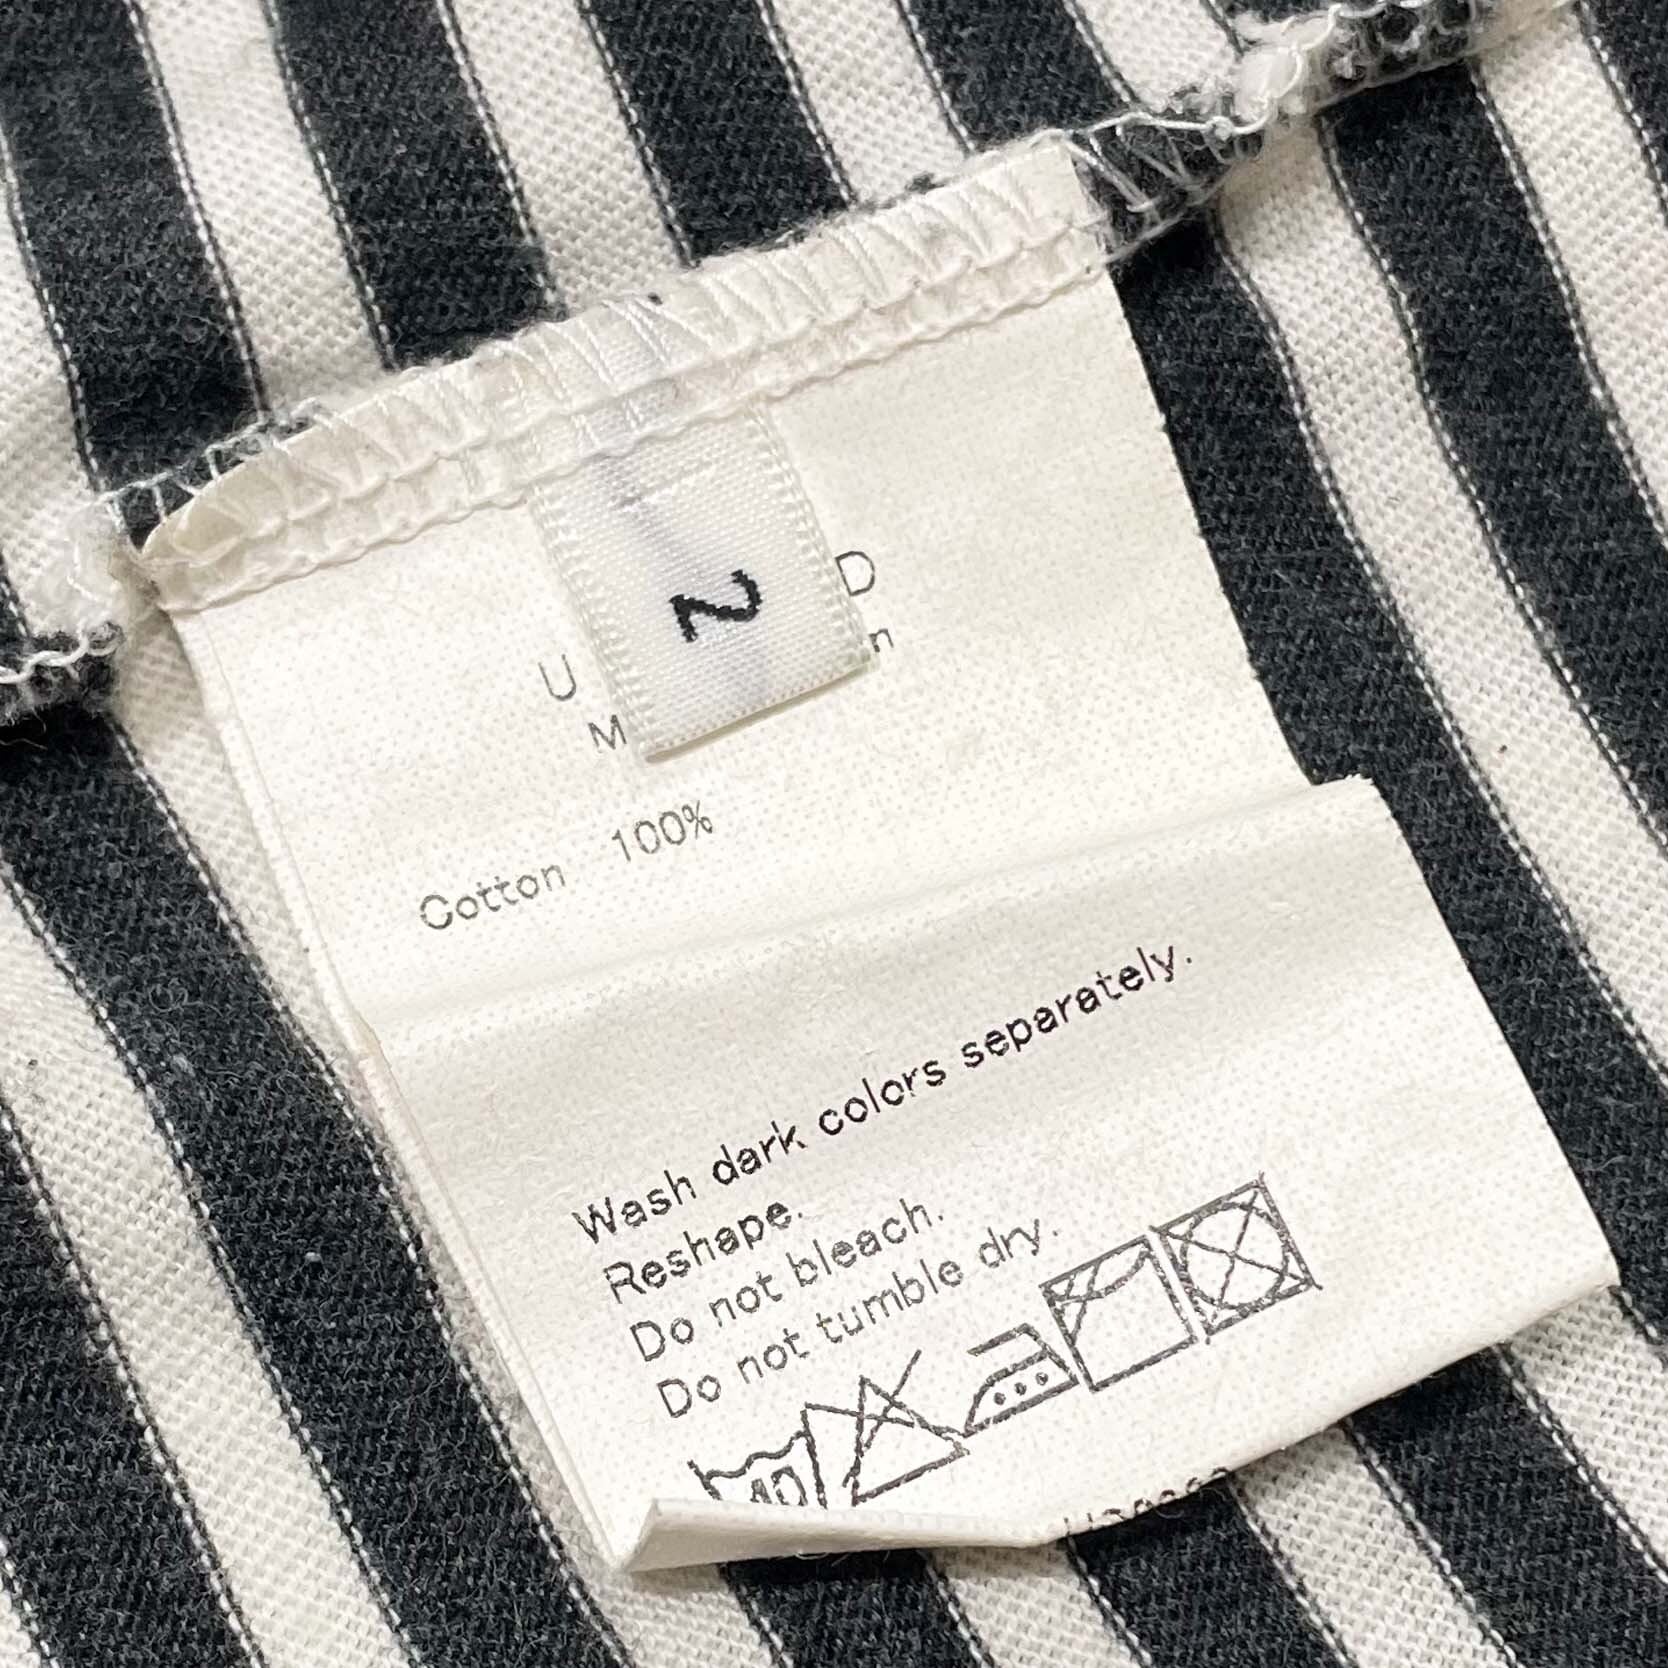 2
U D
M n
Cotton 100%
Wash dark colors separately.
Reshape.
Do not bleach.
Do not tumble dry.
40